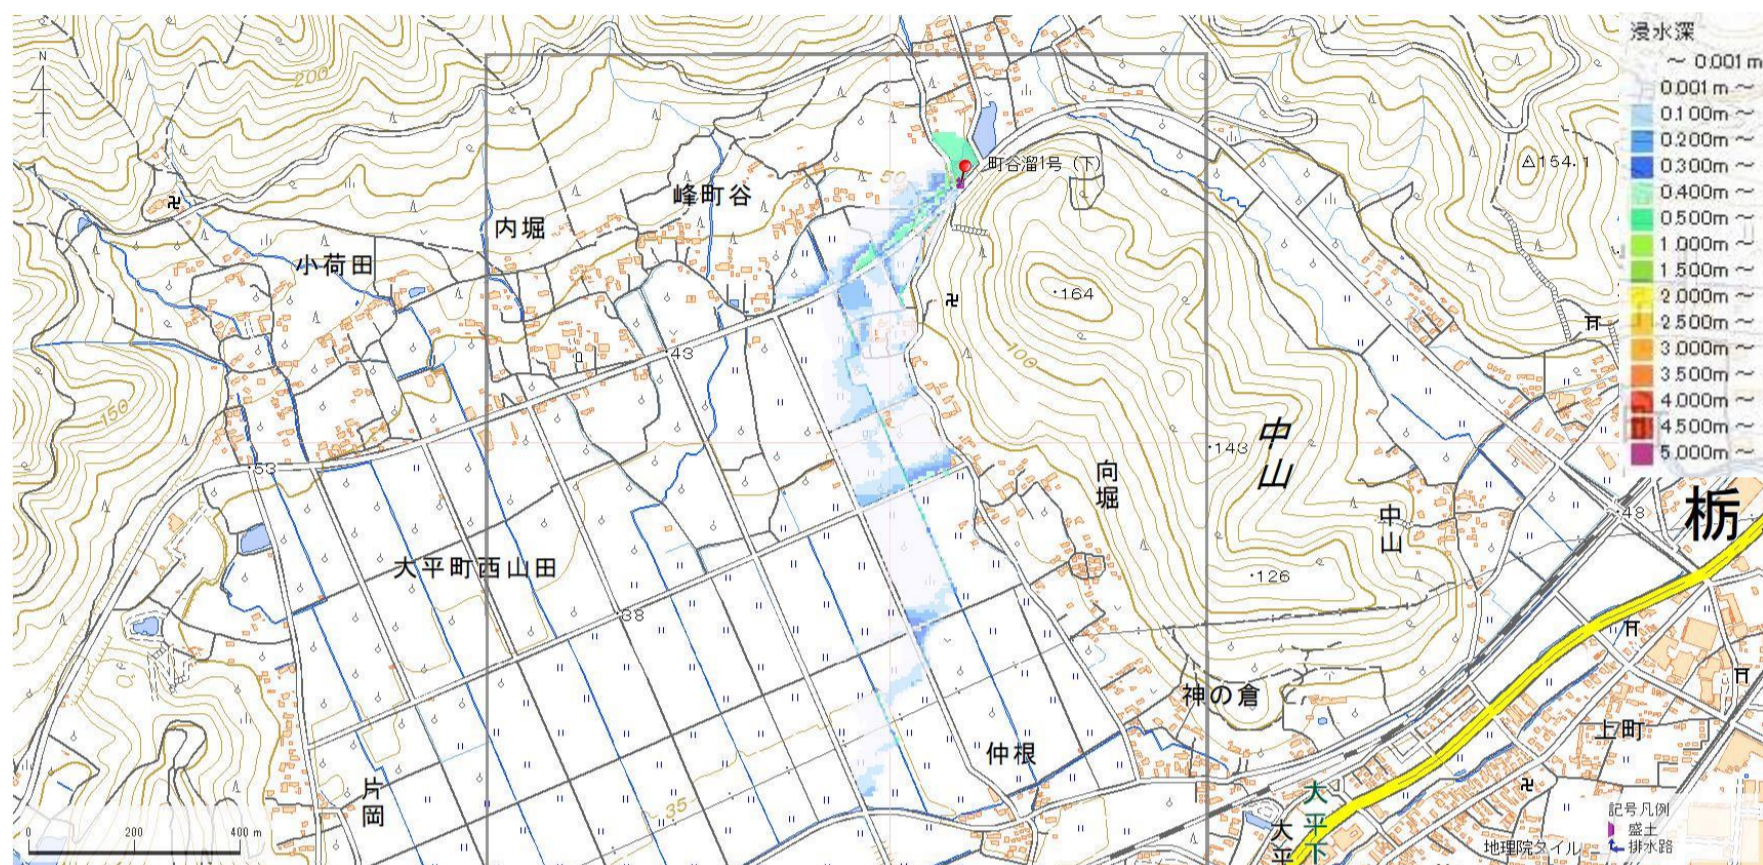 浸水深
～ 0.001 m
0.001 m ～
0.100m ～
0.200m ～
0.300m ～
0.400m ～
0.500m ～
1.000m ～
1.500m ～
2.000m ～
2.500m ～
3.000m ～
3.500m ～
4.000m ～
4.500m ～
5.000m ～
N
200
154.1
町谷溜1号（下）
50
峰町谷
内堀
小荷田
164
43
100
150
中山
143
53
向堀
中山
48
栃
大平町西山田
126
38
神の倉
上町
仲根
片岡
35
大平下
大平
0 200 400 m
記号凡例
盛土
排水路
地理院タイル